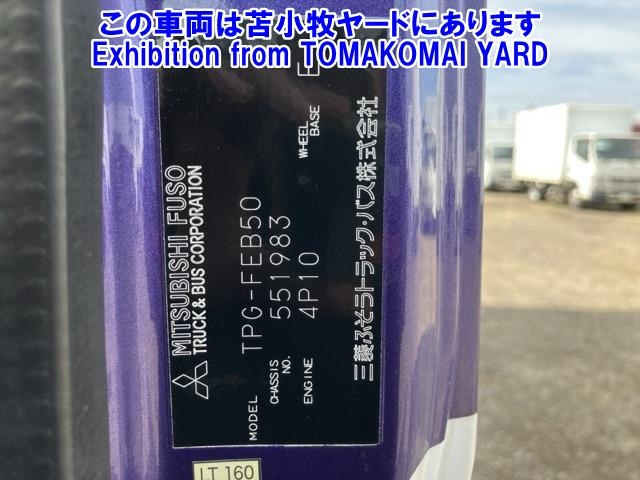 この車両は苫小牧ヤードにあります
Exhibition from TOMAKOMAI YARD
MITSUBISHI FUSO
TRUCK & BUS CORPORATION
MODEL TPG-FEB50
CHASSIS NO. 551983
ENGINE 4P10 WHEEL BASE
三菱ふそうトラック・バス株式会社
LT 160